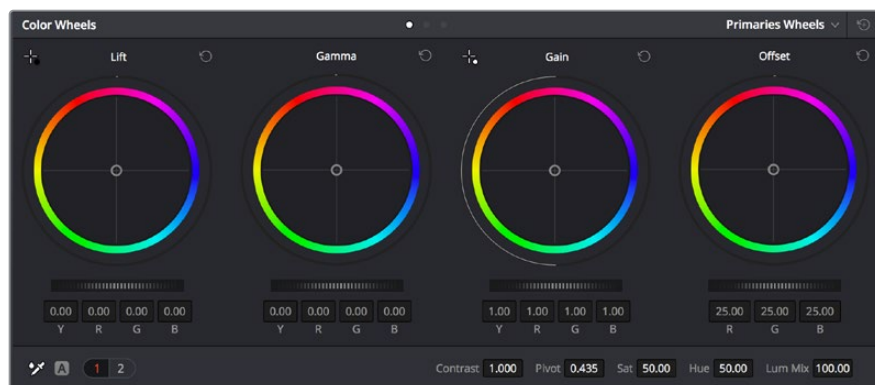 Color Wheels Primaries Wheels
Lift Gamma Gain Offset
0.00 0.00 0.00 0.00 0.00 0.00 0.00 0.00 1.00 1.00 1.00 1.00 25.00 25.00 25.00
Y R G B Y R G B Y R G B R G B
A 1 2 Contrast 1.000 Pivot 0.435 Sat 50.00 Hue 50.00 Lum Mix 100.00